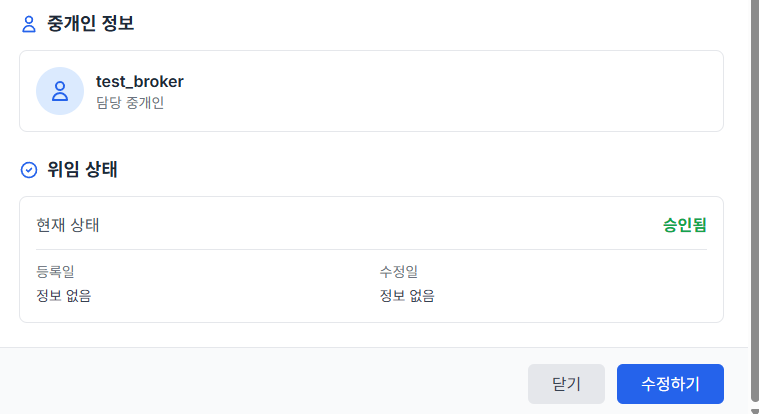 중개인 정보
test_broker
담당 중개인
위임 상태
현재 상태 승인됨
등록일 수정일
정보 없음 정보 없음
닫기 수정하기